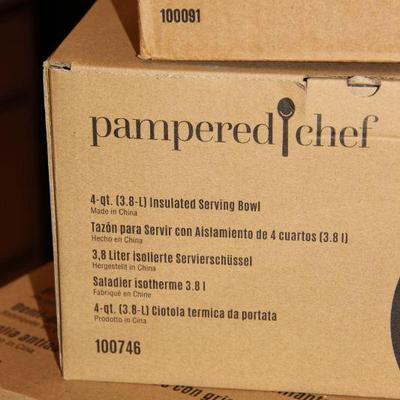 100091
pampered chef
4-qt. (3.8-L) Insulated Serving Bowl
Made in China
Tazón para Servir con Aislamiento de 4 cuartos (3.8 l)
Hecho en China
3,8 Liter isolierte Servierschüssel
Hergestellt in China
Saladier isotherme 3.8 l
Fabriqué en Chine
4-qt. (3.8-L) Ciotola termica da portata
Prodotto in Cina
100746